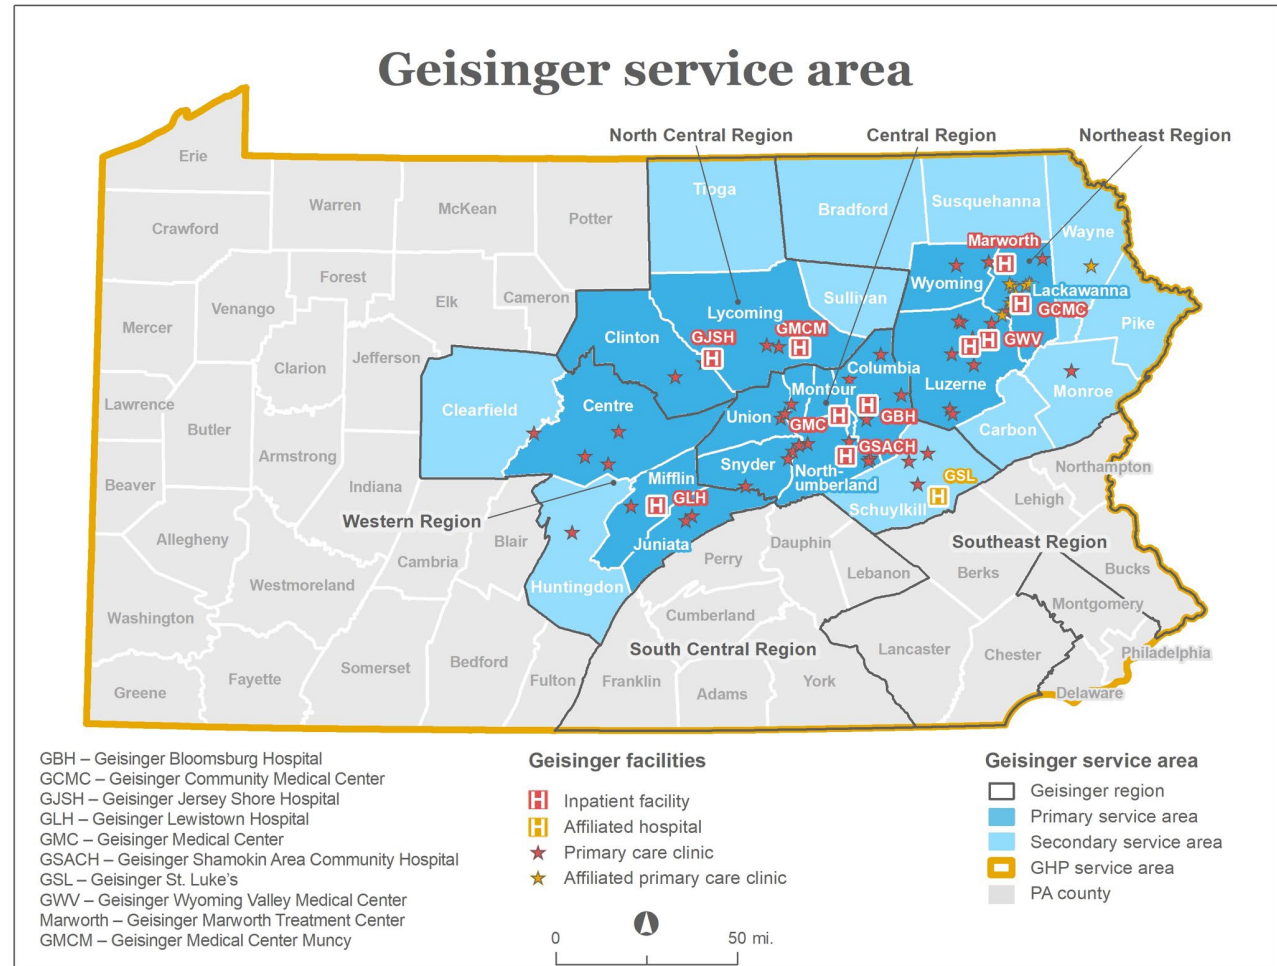 Geisinger service area
North Central Region
Central Region
Northeast Region
Erie
Crawford
Warren
McKean
Potter
Tioga
Bradford
Susquehanna
Wayne
Marworth
H
Wyoming
Lackawanna
H
GCMC
Forest
Venango
Elk
Cameron
Sullivan
Lycoming
Mercer
Clinton
GJSH
H
GMCM
H
GWV
H
H
Pike
Jefferson
Clarion
Columbia
Luzerne
Monroe
Lawrence
Butler
Clearfield
Centre
Union
Montour
GMC
H
H
GBH
Carbon
Armstrong
Indiana
Beaver
Mifflin
Snyder
North-
umberland
GSACH
H
GSL
H
Schuylkill
Northampton
Lehigh
Western Region
GLH
H
Juniata
Allegheny
Blair
Cambria
Westmoreland
Huntingdon
Perry
Dauphin
Lebanon
Southeast Region
Berks
Bucks
Montgomery
Washington
Cumberland
South Central Region
Lancaster
Chester
Philadelphia
Delaware
Greene
Fayette
Somerset
Bedford
Fulton
Franklin
Adams
York
GBH – Geisinger Bloomsburg Hospital
GCMC – Geisinger Community Medical Center
GJSH – Geisinger Jersey Shore Hospital
GLH – Geisinger Lewistown Hospital
GMC – Geisinger Medical Center
GSACH – Geisinger Shamokin Area Community Hospital
GSL – Geisinger St. Luke's
GWV – Geisinger Wyoming Valley Medical Center
Marworth – Geisinger Marworth Treatment Center
GMCM – Geisinger Medical Center Muncy
Geisinger facilities
H Inpatient facility
H Affiliated hospital
Primary care clinic
Affiliated primary care clinic
0 50 mi.
Geisinger service area
Geisinger region
Primary service area
Secondary service area
GHP service area
PA county